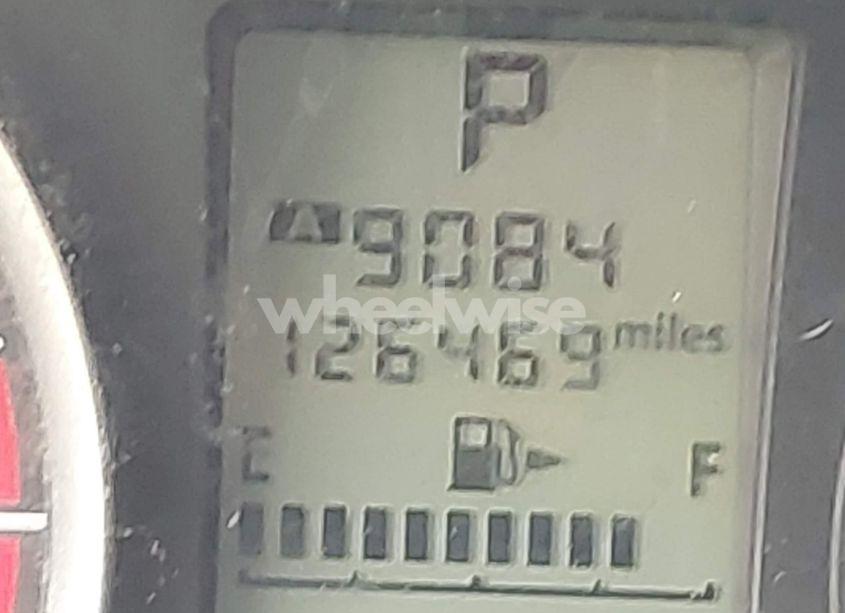 P
A 9084
wheelwise
126469 miles
E F